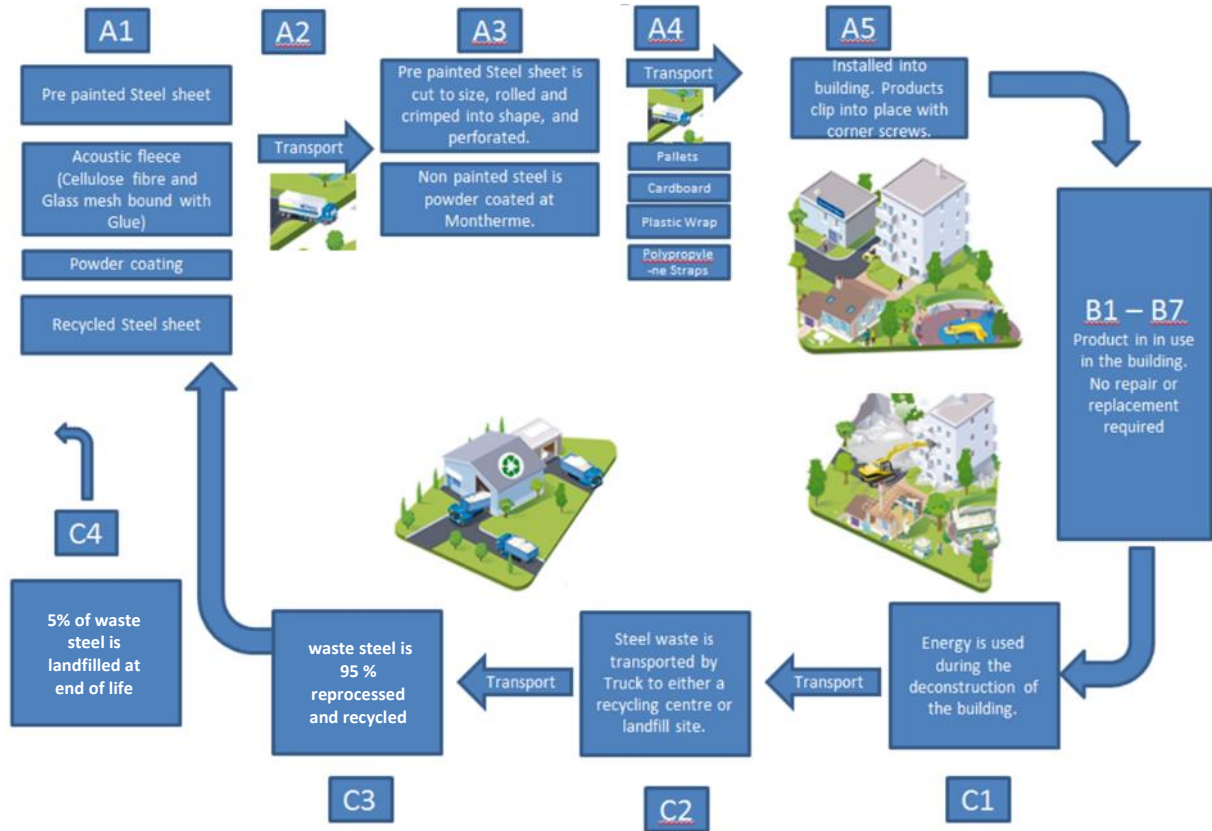 A1
Pre painted Steel sheet
Acoustic fleece
(Cellulose fibre and
Glass mesh bound with
Glue)
Powder coating
Recycled Steel sheet
A2
Transport
A3
Pre painted Steel sheet is
cut to size, rolled and
crimped into shape, and
perforated.
Non painted steel is
powder coated at
Montherme.
A4
Transport
Pallets
Cardboard
Plastic Wrap
Polypropyle
-ne Straps
A5
Installed into
building. Products
clip into place with
corner screws.
B1 – B7
Product in in use
in the building.
No repair or
replacement
required
Energy is used
during the
deconstruction of
the building.
C1
Transport
Steel waste is
transported by
Truck to either a
recycling centre or
landfill site.
C2
Transport
waste steel is
95 %
reprocessed
and recycled
C3
C4
5% of waste
steel is
landfilled at
end of life